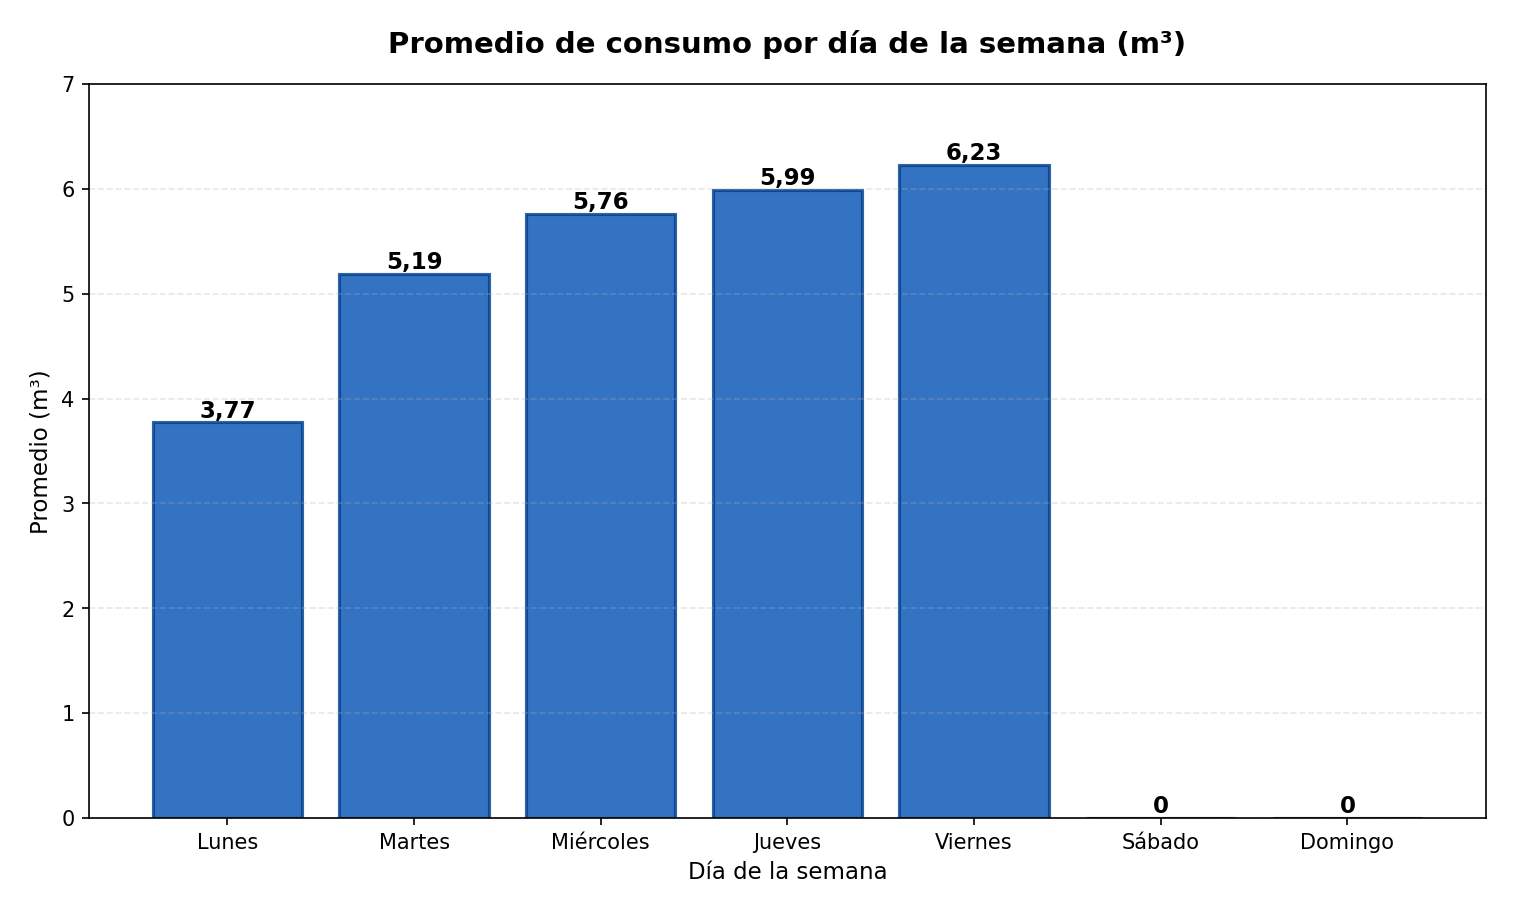 Promedio de consumo por día de la semana (m³)
7
6
5
4
3
2
1
0
Promedio (m³)
3,77
5,19
5,76
5,99
6,23
0
0
Lunes
Martes
Miércoles
Jueves
Viernes
Sábado
Domingo
Día de la semana